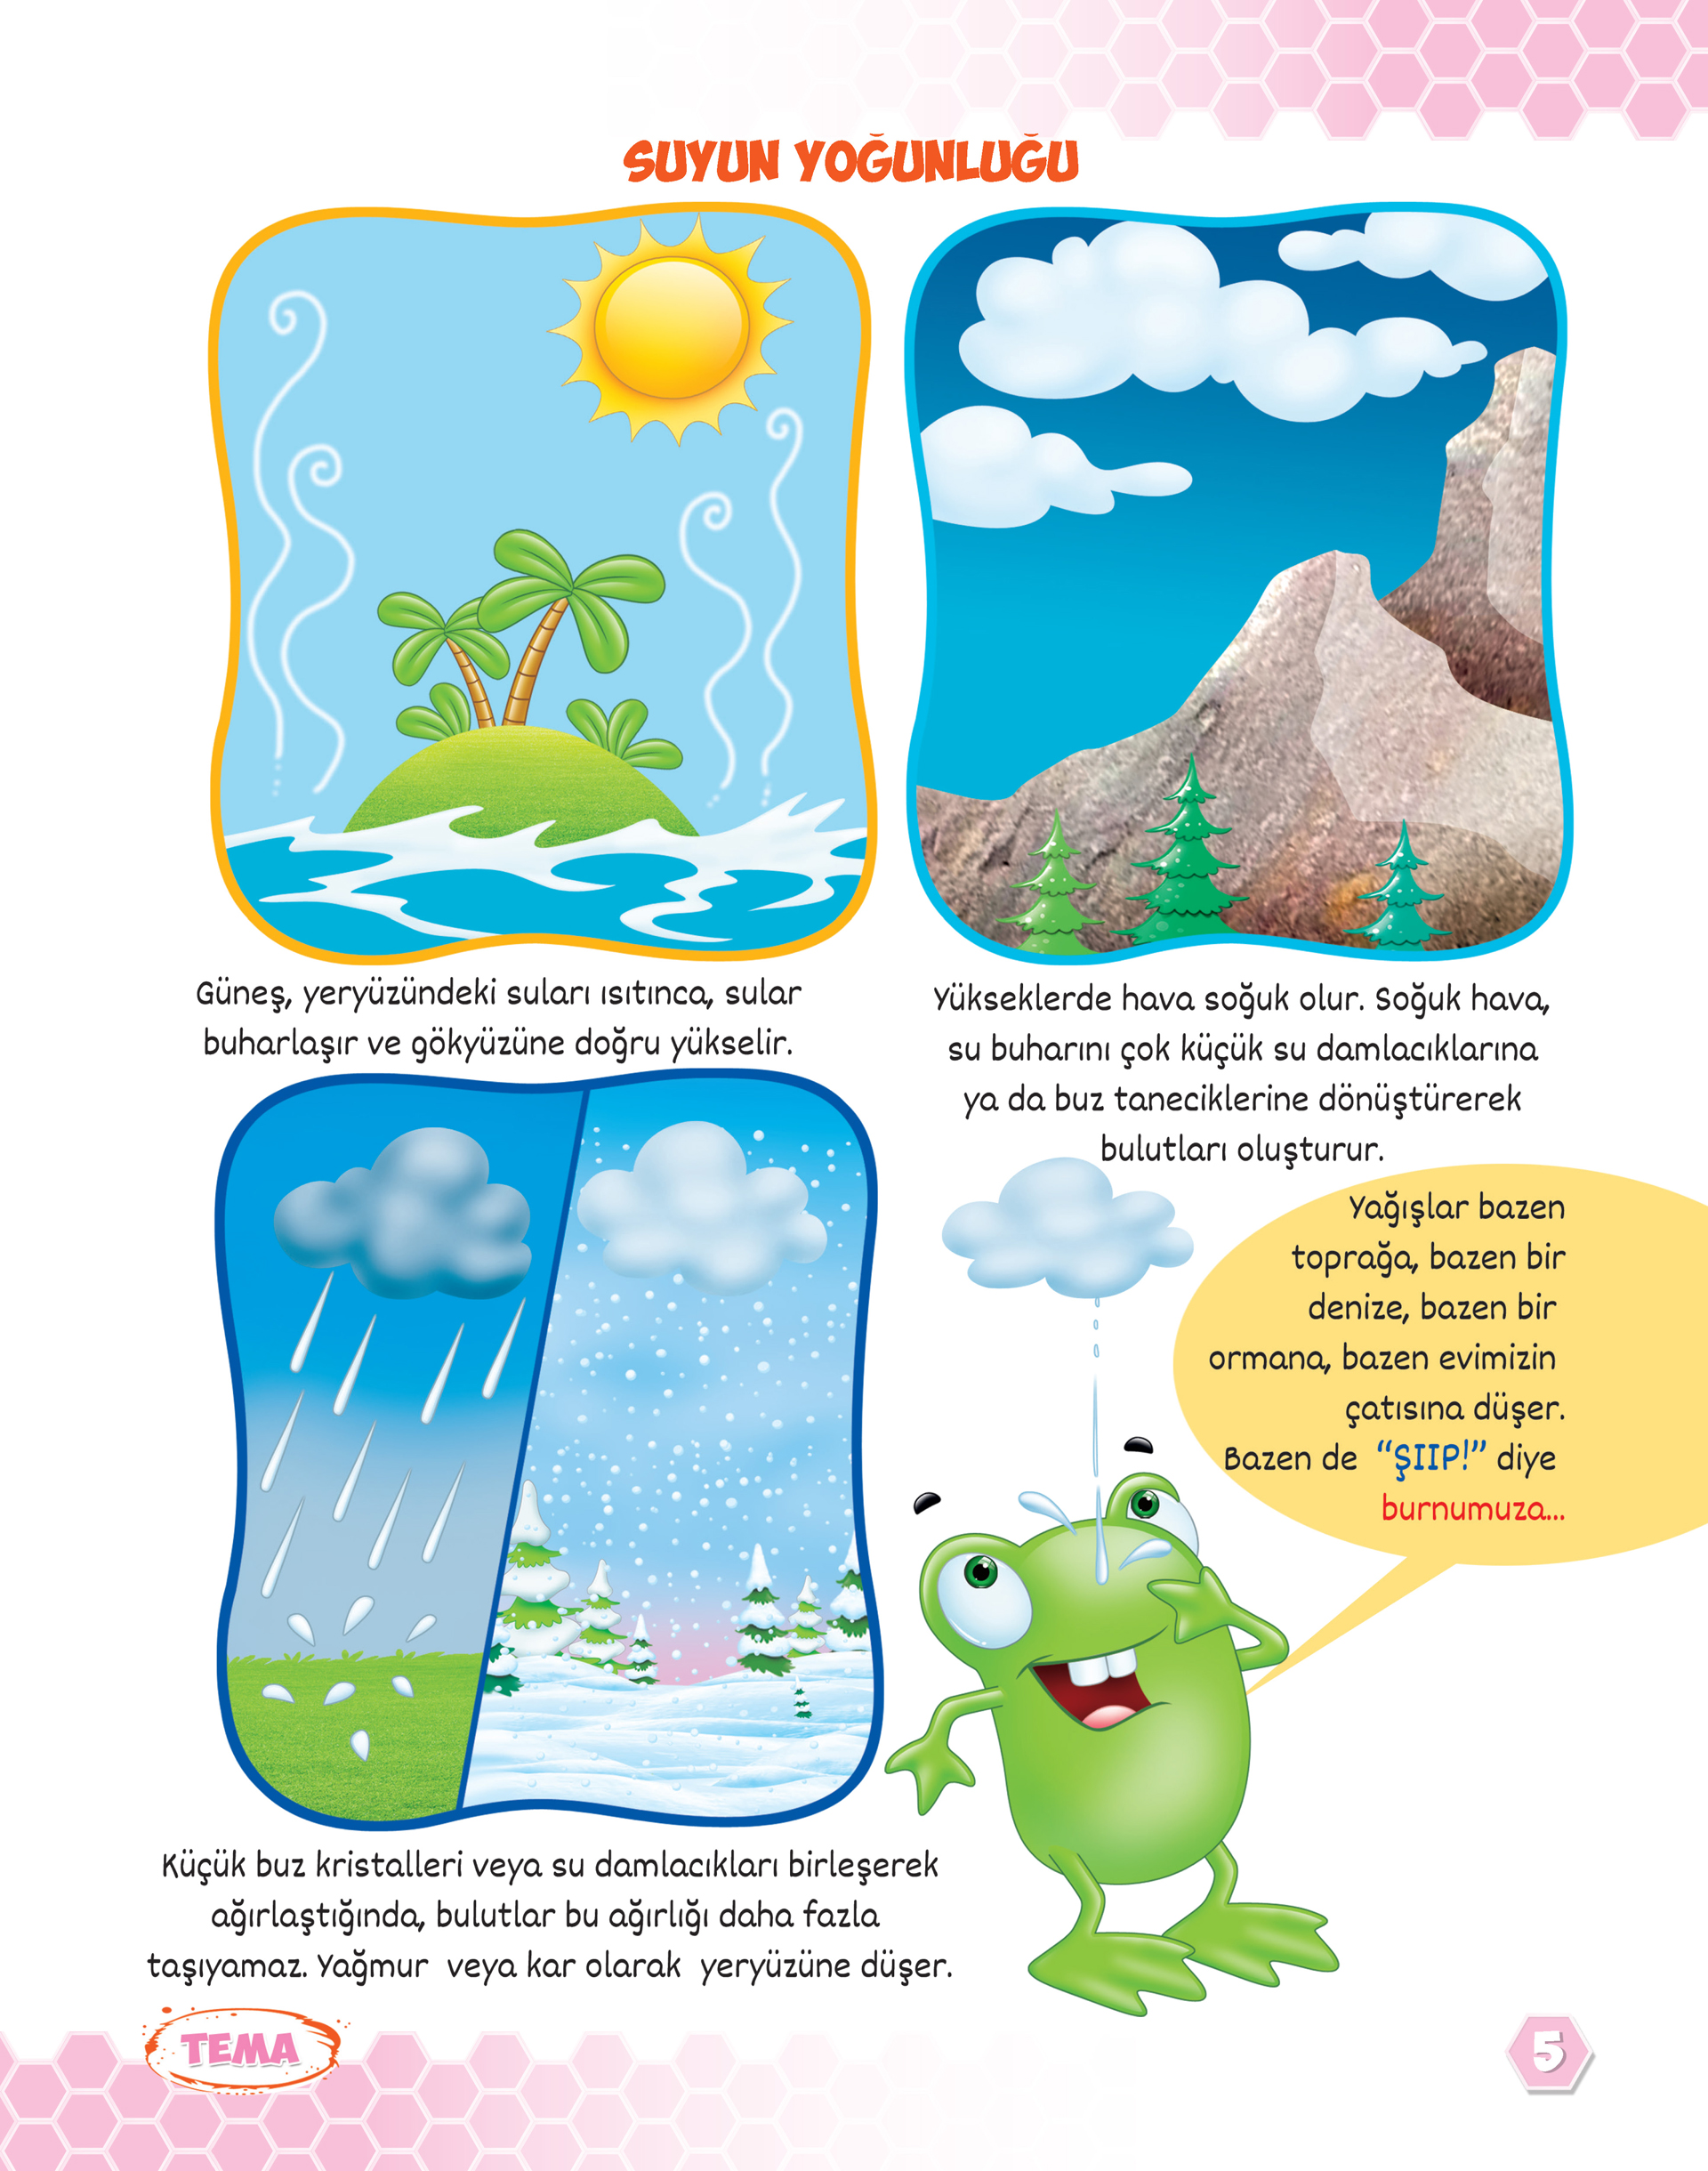 SUYUN YOĞUNLUĞU
Güneş, yeryüzündeki suları ısıtınca, sular
buharlaşır ve gökyüzüne doğru yükselir.
Yükseklerde hava soğuk olur. Soğuk hava,
su buharını çok küçük su damlacıklarına
ya da buz taneciklerine dönüştürerek
bulutları oluşturur.
Yağışlar bazen
toprağa, bazen bir
denize, bazen bir
ormana, bazen evimizin
çatısına düşer.
Bazen de “ŞIIP!” diye
burnumuza...
Küçük buz kristalleri veya su damlacıkları birleşerek
ağırlaştığında, bulutlar bu ağırlığı daha fazla
taşıyamaz. Yağmur veya kar olarak yeryüzüne düşer.
TEMA
5